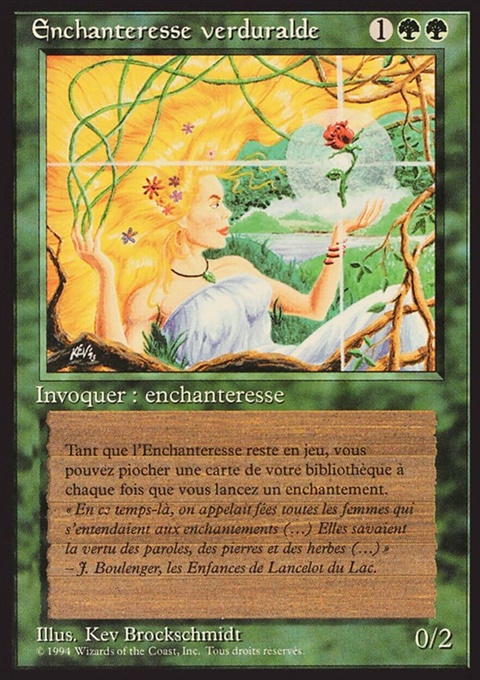 Enchanteresse verduralde 1
KEV
Invoquer : enchanteresse
Tant que l'Enchanteresse reste en jeu, vous
pouvez piocher une carte de votre bibliothèque à
chaque fois que vous lancez un enchantement.
« En ce temps-là, on appelait fées toutes les femmes qui
s'entendaient aux enchantements (...) Elles savaient
la vertu des paroles, des pierres et des herbes (...) »
– J. Boulenger, les Enfances de Lancelot du Lac.
Illus. Kev Brockschmidt
© 1994 Wizards of the Coast, Inc. Tous droits réservés.
0/2